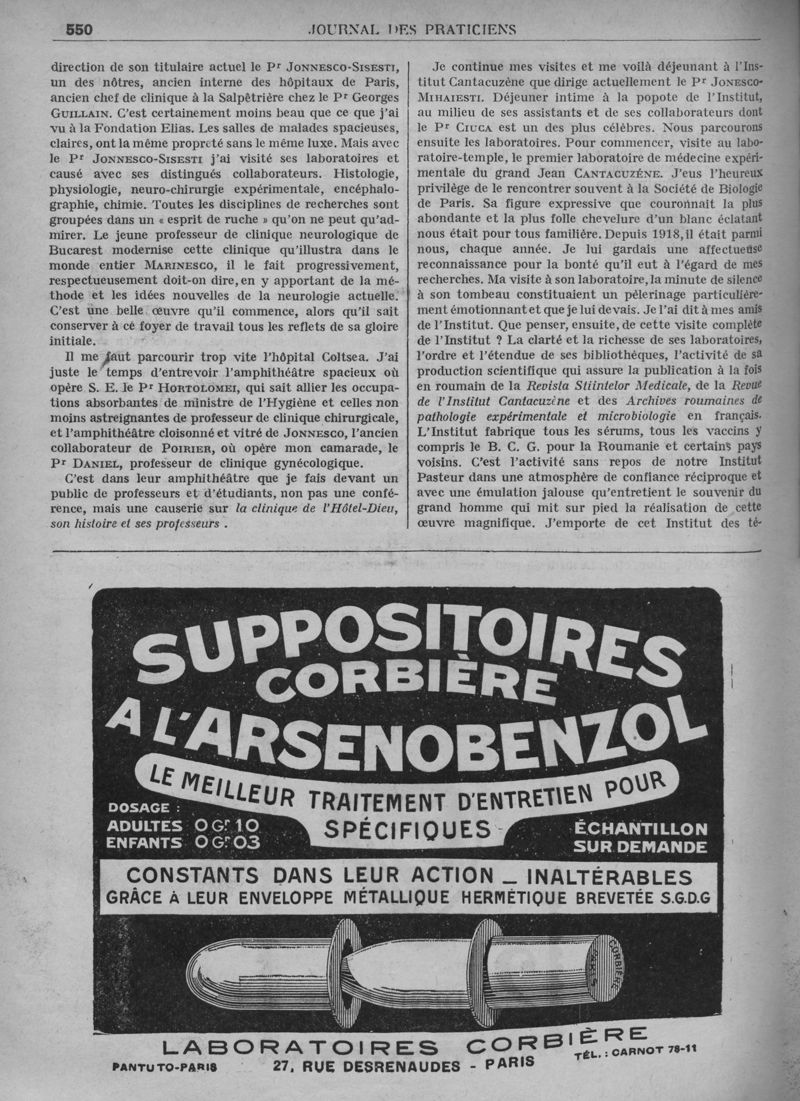 550
JOURNAL DES PRATICIENS
direction de son titulaire actuel le Pr JONNESCO-SISESTI,
un des nôtres, ancien interne des hôpitaux de Paris,
ancien chef de clinique à la Salpêtrière chez le Pr Georges
GUILLAIN. C'est certainement moins beau que ce que j'ai
vu à la Fondation Elias. Les salles de malades spacieuses,
claires, ont la même propreté sans le même luxe. Mais avec
le Pr JONNESCO-SISESTI j'ai visité ses laboratoires et
causé avec ses distingués collaborateurs. Histologie,
physiologie, neuro-chirurgie expérimentale, encéphalo-
graphie, chimie. Toutes les disciplines de recherches sont
groupées dans un « esprit de ruche » qu'on ne peut qu'ad-
mirer. Le jeune professeur de clinique neurologique de
Bucarest modernise cette clinique qu'illustra dans le
monde entier MARINESCO, il le fait progressivement,
respectueusement doit-on dire, en y apportant de la mé-
thode et les idées nouvelles de la neurologie actuelle.
C'est une belle œuvre qu'il commence, alors qu'il sait
conserver à cé foyer de travail tous les reflets de sa gloire
initiale.
Il me faut parcourir trop vite l'hôpital Coltsea. J'ai
juste le temps d'entrevoir l'amphithéâtre spacieux où
opère S. E. le Pr HORTOLOMEI, qui sait allier les occupa-
tions absorbantes de ministre de l'Hygiène et celles non
moins astreignantes de professeur de clinique chirurgicale,
et l'amphithéâtre cloisonné et vitré de JONNESCO, l'ancien
collaborateur de POIRIER, où opère mon camarade, le
Pr DANIEL, professeur de clinique gynécologique.
C'est dans leur amphithéâtre que je fais devant un
public de professeurs et d'étudiants, non pas une confé-
rence, mais une causerie sur la clinique de l'Hôtel-Dieu,
son histoire et ses professeurs .
Je continue mes visites et me voilà déjeunant à l'Ins-
titut Cantacuzène que dirige actuellement le Pr JONESCO-
MIHAIESTI. Déjeuner intime à la popote de l'Institut,
au milieu de ses assistants et de ses collaborateurs dont
le Pr CIUCA est un des plus célèbres. Nous parcourons
ensuite les laboratoires. Pour commencer, visite au labo-
ratoire-temple, le premier laboratoire de médecine expéri-
mentale du grand Jean CANTACUZÉNE. J'eus l'heureux
privilège de le rencontrer souvent à la Société de Biologie
de Paris. Sa figure expressive que couronnait la plus
abondante et la plus folle chevelure d'un blanc éclatant
nous était pour tous familière. Depuis 1918, il était parmi
nous, chaque année. Je lui gardais une affectueuse
reconnaissance pour la bonté qu'il eut à l'égard de mes
recherches. Ma visite à son laboratoire, la minute de silence
à son tombeau constituaient un pèlerinage particulière-
ment émotionnant et que je lui devais. Je l'ai dit à mes amis
de l'Institut. Que penser, ensuite, de cette visite complète
de l'Institut ? La clarté et la richesse de ses laboratoires,
l'ordre et l'étendue de ses bibliothèques, l'activité de sa
production scientifique qui assure la publication à la fois
en roumain de la Revista Stiintelor Medicale, de la Revue
de l'Institut Cantacuzène et des Archives roumaines de
pathologie expérimentale et microbiologie en français.
L'Institut fabrique tous les sérums, tous les vaccins y
compris le B. C. G. pour la Roumanie et certains pays
voisins. C'est l'activité sans repos de notre Institut
Pasteur dans une atmosphère de confiance réciproque et
avec une émulation jalouse qu'entretient le souvenir du
grand homme qui mit sur pied la réalisation de cette
œuvre magnifique. J'emporte de cet Institut des té-
SUPPOSITOIRES
CORBIÈRE
A L'ARSENOBENZOL
LE MEILLEUR TRAITEMENT D'ENTRETIEN POUR
SPÉCIFIQUES
DOSAGE :
ADULTES 0 Gr 10
ENFANTS 0 Gr 03
ÉCHANTILLON
SUR DEMANDE
CONSTANTS DANS LEUR ACTION _ INALTÉRABLES
GRÂCE A LEUR ENVELOPPE MÉTALLIQUE HERMÉTIQUE BREVETÉE S.G.D.G
CORBIÈRE
PARIS
LABORATOIRES CORBIÈRE
PANTUTO-PARIS
27, RUE DESRENAUDES - PARIS
TÉL. : CARNOT 78-11